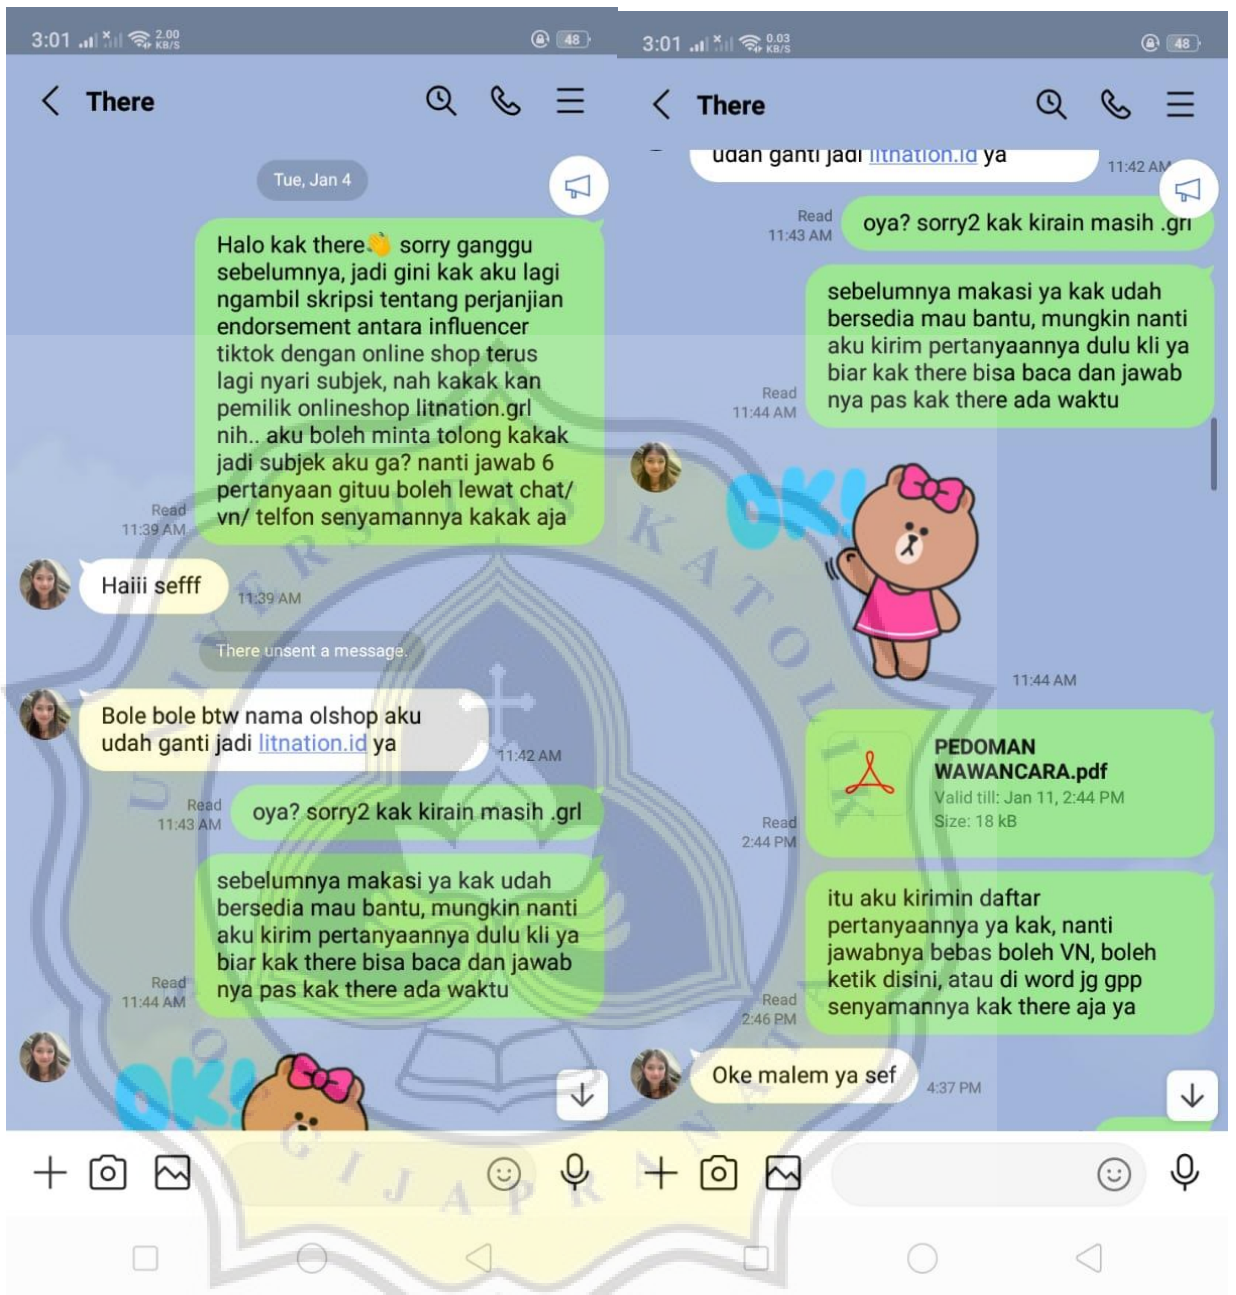 3:01
2.00
KB/S
48
There
Tue, Jan 4
Halo kak there👋 sorry ganggu
sebelumnya, jadi gini kak aku lagi
ngambil skripsi tentang perjanjian
endorsement antara influencer
tiktok dengan online shop terus
lagi nyari subjek, nah kakak kan
pemilik onlineshop litnation.grl
nih.. aku boleh minta tolong kakak
jadi subjek aku ga? nanti jawab 6
pertanyaan gituu boleh lewat chat/
vn/ telfon senyamannya kakak aja
Read
11:39 AM
Haiii sefff
11:39 AM
There unsent a message.
Bole bole btw nama olshop aku
udah ganti jadi litnation.id ya
11:42 AM
Read
11:43 AM
oya? sorry2 kak kirain masih .grl
sebelumnya makasi ya kak udah
bersedia mau bantu, mungkin nanti
aku kirim pertanyaannya dulu kli ya
biar kak there bisa baca dan jawab
nya pas kak there ada waktu
Read
11:44 AM
OK!
3:01
0.03
KB/S
48
There
udah ganti jadi litnation.id ya
11:42 AM
Read
11:43 AM
oya? sorry2 kak kirain masih .grl
sebelumnya makasi ya kak udah
bersedia mau bantu, mungkin nanti
aku kirim pertanyaannya dulu kli ya
biar kak there bisa baca dan jawab
nya pas kak there ada waktu
Read
11:44 AM
OK!
11:44 AM
PEDOMAN
WAWANCARA.pdf
Valid till: Jan 11, 2:44 PM
Size: 18 kB
Read
2:44 PM
itu aku kirimin daftar
pertanyaannya ya kak, nanti
jawabnya bebas boleh VN, boleh
ketik disini, atau di word jg gpp
senyamannya kak there aja ya
Read
2:46 PM
Oke malem ya sef
4:37 PM
UNIVERSITAS KATOLIK
SOEGIJAPRANATA